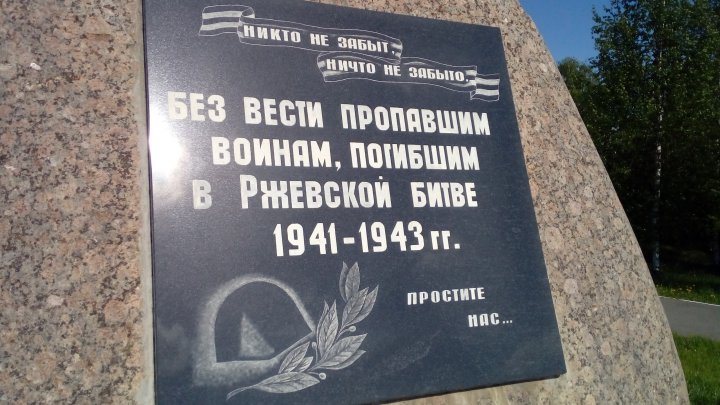 НИКТО НЕ ЗАБЫТ,
НИЧТО НЕ ЗАБЫТО.
БЕЗ ВЕСТИ ПРОПАВШИМ
ВОИНАМ, ПОГИБШИМ
В РЖЕВСКОЙ БИТВЕ
1941-1943 гг.
ПРОСТИТЕ
НАС...